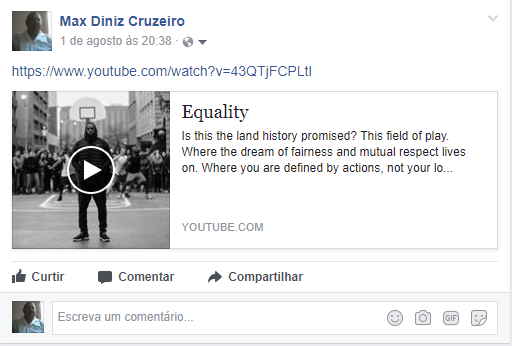 Max Diniz Cruzeiro
1 de agosto às 20:38 ·
https://www.youtube.com/watch?v=43QTjFCPLtI
Equality
Is this the land history promised? This field of play.
Where the dream of fairness and mutual respect lives
on. Where you are defined by actions, not your lo...
YOUTUBE.COM
Curtir Comentar Compartilhar
Escreva um comentário...
GIF